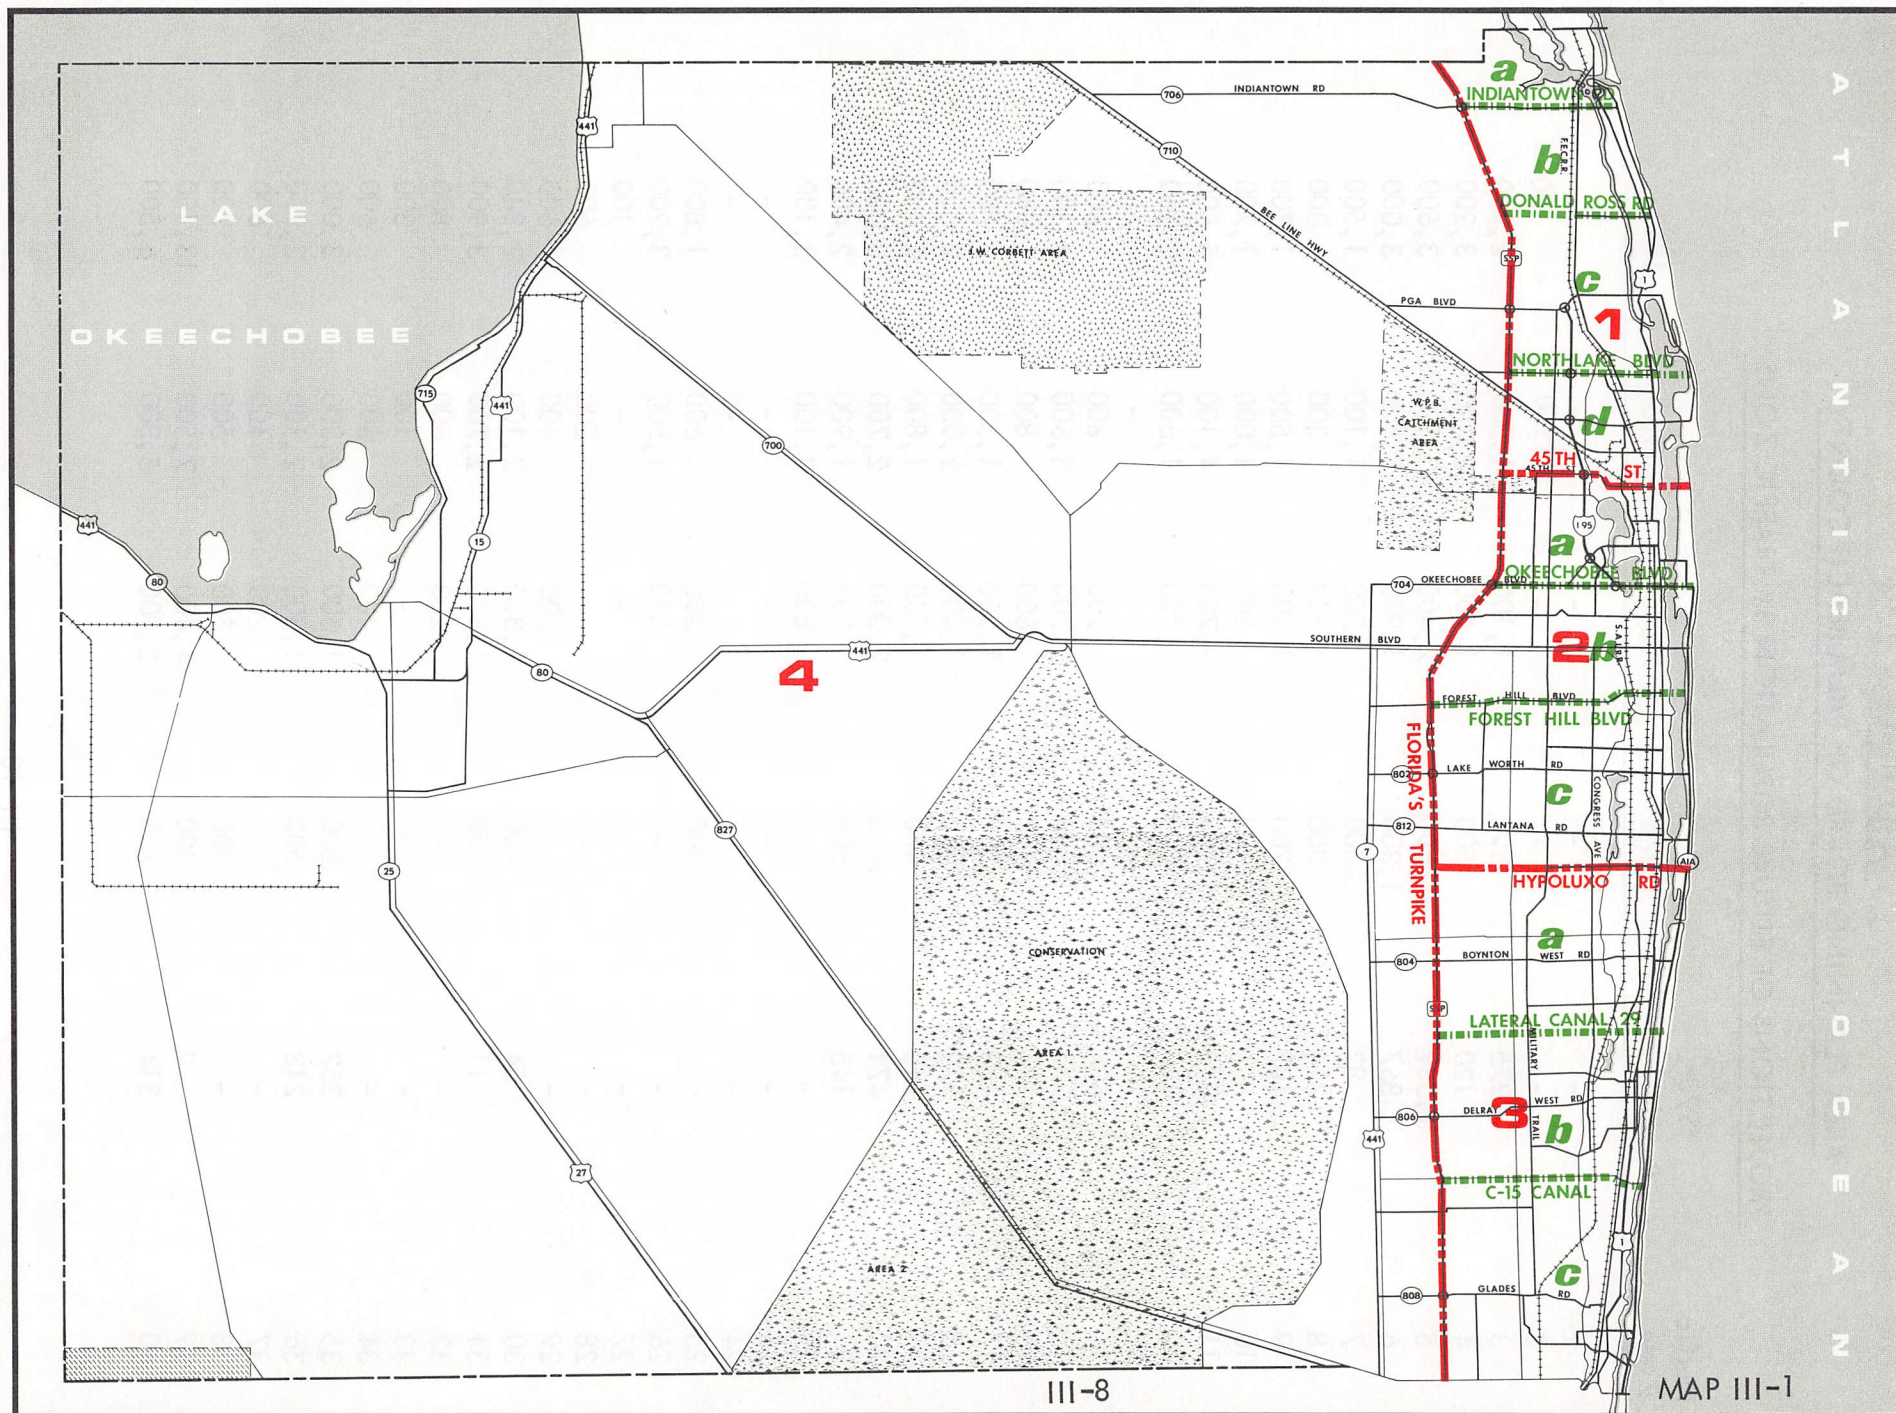 a
INDIANTOWN RD
706
INDIANTOWN RD
441
710
b
F.E.C.R.R.
DONALD ROSS RD
LAKE
OKEECHOBEE
BEE LINE HWY
J.W. CORBETT AREA
SSP
c
1
PGA BLVD
1
NORTHLAKE BLVD
715
441
W.P.B.
CATCHMENT
AREA
d
700
45 TH ST
45TH ST
441
15
I 95
a
80
704
OKEECHOBEE BLVD
OKEECHOBEE BLVD
SOUTHERN BLVD
441
2
b
S.A.L.R.R.
80
4
FOREST HILL BLVD
FOREST HILL BLVD
FLORIDA'S TURNPIKE
802
LAKE WORTH RD
c
CONGRESS AVE
827
812
LANTANA RD
7
A1A
25
HYPOLUXO RD
a
CONSERVATION
804
BOYNTON WEST RD
SSP
LATERAL CANAL 29
MILITARY TRAIL
AREA 1
806
DELRAY WEST RD
3
b
441
27
C-15 CANAL
1
AREA 2
c
808
GLADES RD
ATLANTIC OCEAN
III-8
MAP III-1